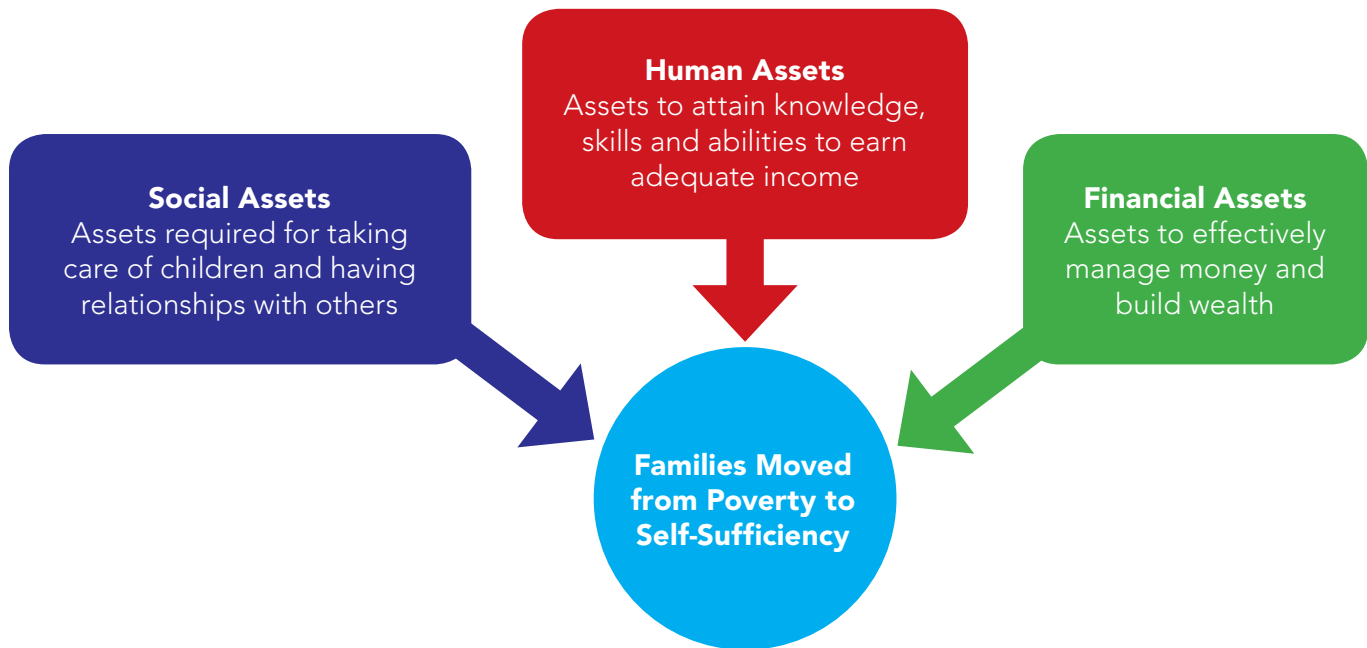 Human Assets
Assets to attain knowledge,
skills and abilities to earn
adequate income
Social Assets
Assets required for taking
care of children and having
relationships with others
Financial Assets
Assets to effectively
manage money and
build wealth
Families Moved
from Poverty to
Self-Sufficiency